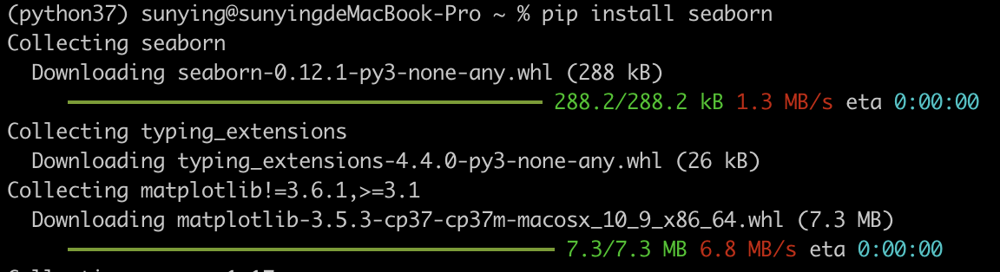 (python37) sunying@sunyingdeMacBook-Pro ~ % pip install seaborn
Collecting seaborn
  Downloading seaborn-0.12.1-py3-none-any.whl (288 kB)
288.2/288.2 kB 1.3 MB/s eta 0:00:00
Collecting typing_extensions
  Downloading typing_extensions-4.4.0-py3-none-any.whl (26 kB)
Collecting matplotlib!=3.6.1,>=3.1
  Downloading matplotlib-3.5.3-cp37-cp37m-macosx_10_9_x86_64.whl (7.3 MB)
7.3/7.3 MB 6.8 MB/s eta 0:00:00